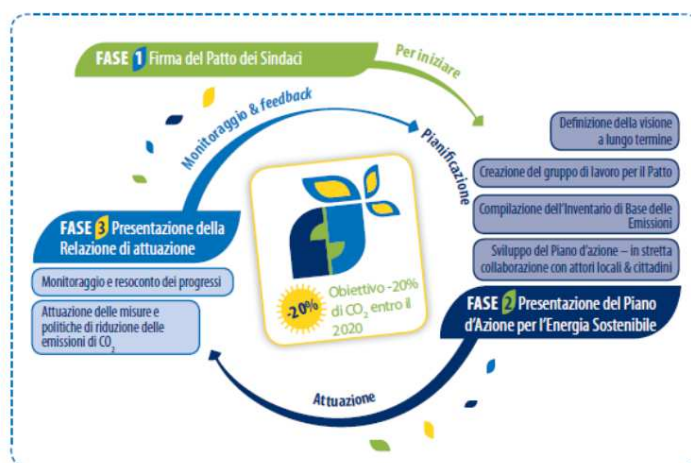 FASE 1 Firma del Patto dei Sindaci
Per iniziare
Monitoraggio & feedback
Pianificazione
Definizione della visione
a lungo termine
Creazione del gruppo di lavoro per il Patto
Compilazione dell'Inventario di Base delle
Emissioni
Sviluppo del Piano d'azione – in stretta
collaborazione con attori locali & cittadini
FASE 2 Presentazione del Piano
d'Azione per l'Energia Sostenibile
FASE 3 Presentazione della
Relazione di attuazione
Monitoraggio e resoconto dei progressi
Attuazione delle misure e
politiche di riduzione delle
emissioni di CO₂
-20%
Obiettivo -20%
di CO₂ entro il
2020
Attuazione